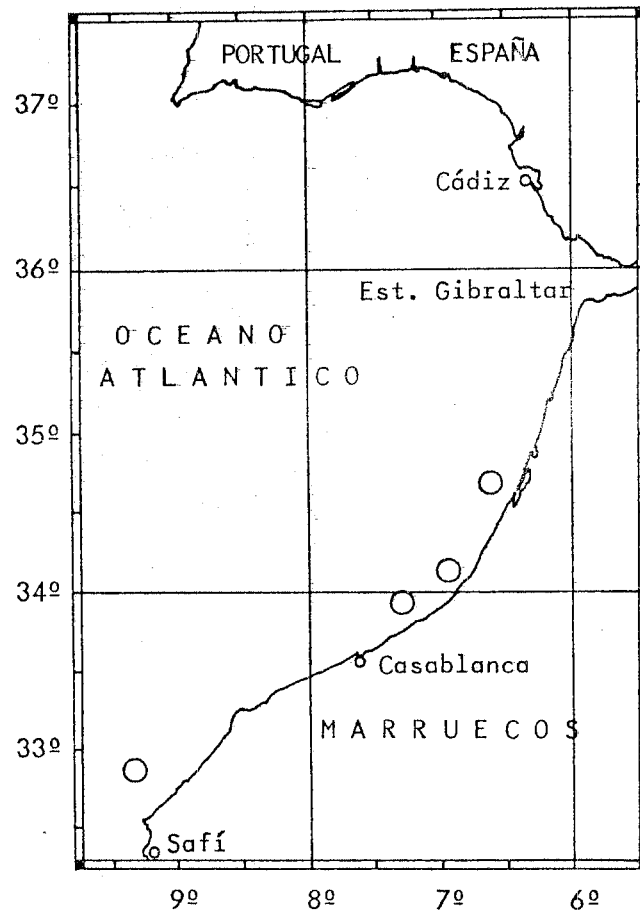 PORTUGAL ESPAÑA
37º
Cádiz
36º
Est. Gibraltar
OCEANO
ATLANTICO
35º
34º
Casablanca
MARRUECOS
33º
Safí
9º 8º 7º 6º